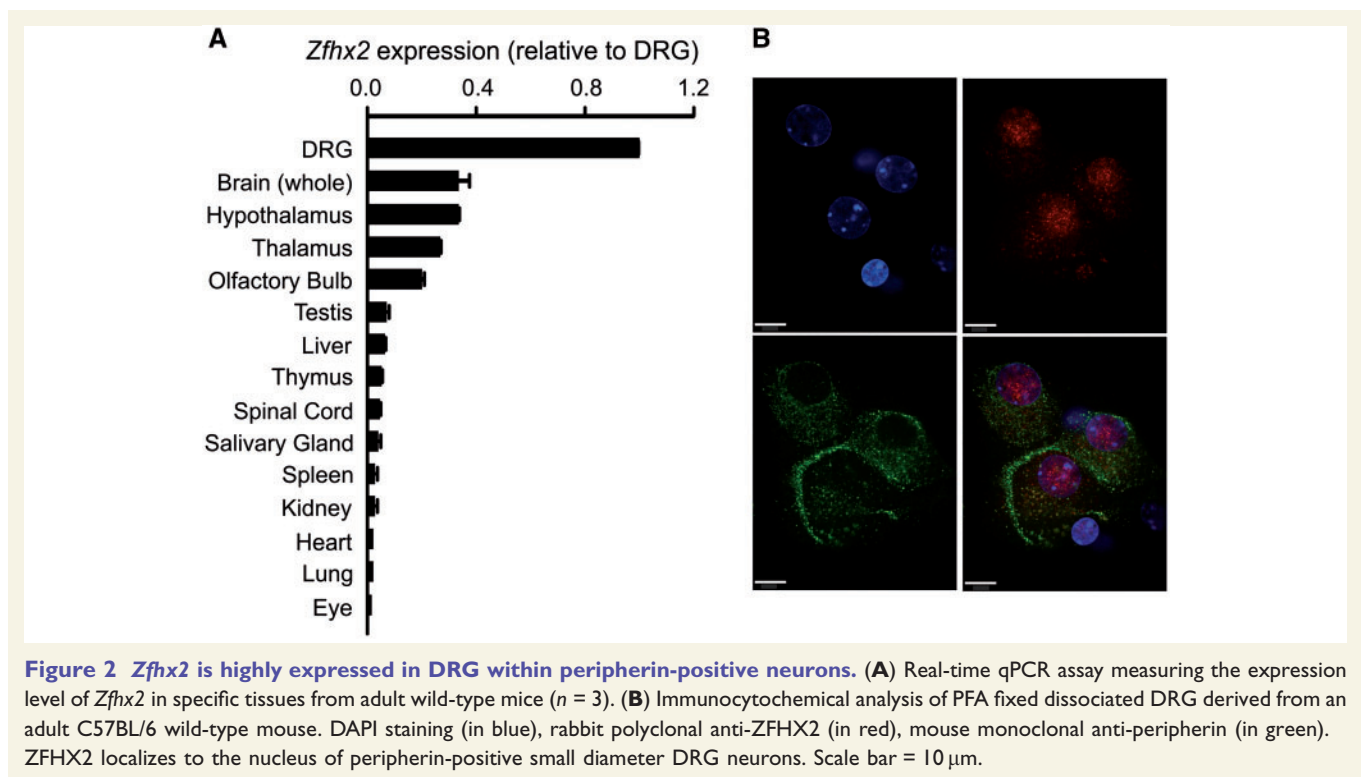 A
Zfhx2 expression (relative to DRG)
0.0 0.4 0.8 1.2
DRG
Brain (whole)
Hypothalamus
Thalamus
Olfactory Bulb
Testis
Liver
Thymus
Spinal Cord
Salivary Gland
Spleen
Kidney
Heart
Lung
Eye
B
Figure 2 Zfhx2 is highly expressed in DRG within peripherin-positive neurons. (A) Real-time qPCR assay measuring the expression
level of Zfhx2 in specific tissues from adult wild-type mice (n = 3). (B) Immunocytochemical analysis of PFA fixed dissociated DRG derived from an
adult C57BL/6 wild-type mouse. DAPI staining (in blue), rabbit polyclonal anti-ZFHX2 (in red), mouse monoclonal anti-peripherin (in green).
ZFHX2 localizes to the nucleus of peripherin-positive small diameter DRG neurons. Scale bar = 10 μm.